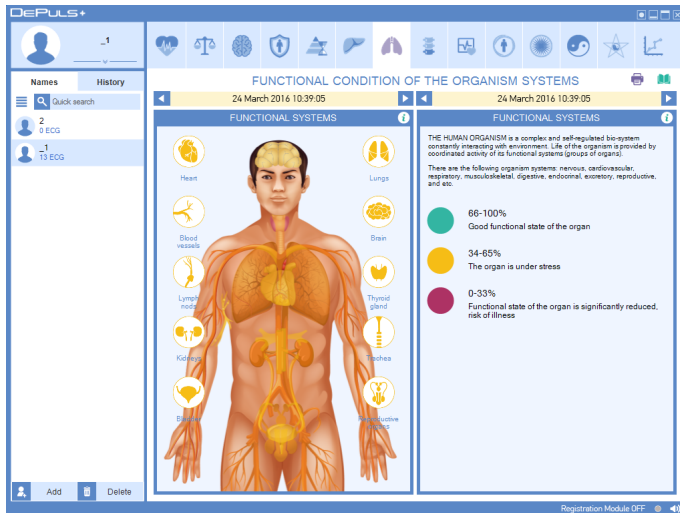 DEPULS+
_1
Names History
Quick search
2
0 ECG
_1
13 ECG
Add Delete
FUNCTIONAL CONDITION OF THE ORGANISM SYSTEMS
24 March 2016 10:39:05
FUNCTIONAL SYSTEMS
Heart
Lungs
Blood
vessels
Brain
Lymph
nods
Thyroid
gland
Kidneys
Trachea
Bladder
Reproductive
24 March 2016 10:39:05
FUNCTIONAL SYSTEMS
THE HUMAN ORGANISM is a complex and self-regulated bio-system
constantly interacting with environment. Life of the organism is provided by
coordinated activity of its functional systems (groups of organs).
There are the following organism systems: nervous, cardiovascular,
respiratory, musculoskeletal, digestive, endocrinal, excretory, reproductive,
and etc.
66-100%
Good functional state of the organ
34-65%
The organ is under stress
0-33%
Functional state of the organ is significantly reduced,
risk of illness
Registration Module OFF